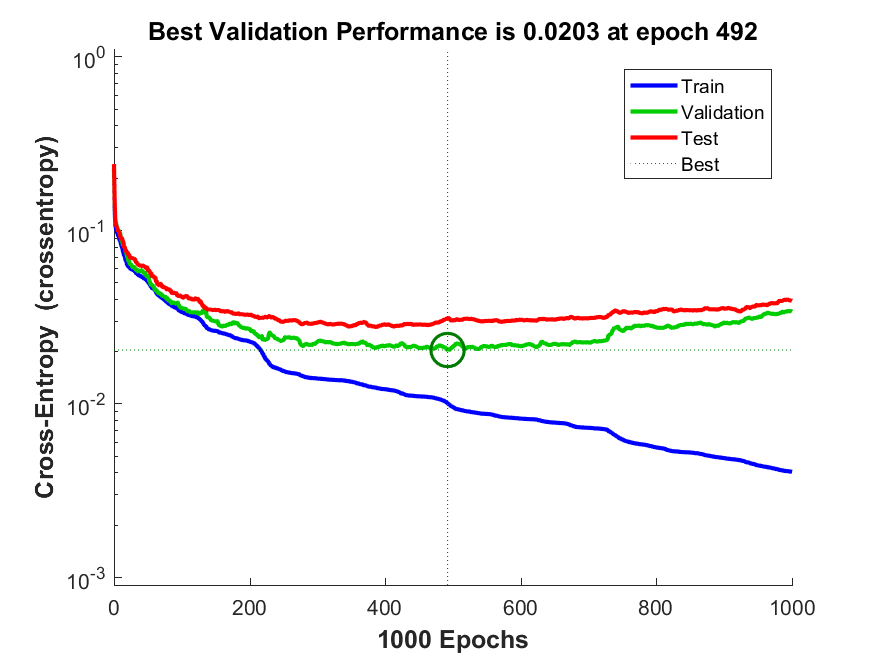 Best Validation Performance is 0.0203 at epoch 492
Cross-Entropy (crossentropy)
10^0
10^-1
10^-2
10^-3
Train
Validation
Test
Best
0 200 400 600 800 1000
1000 Epochs